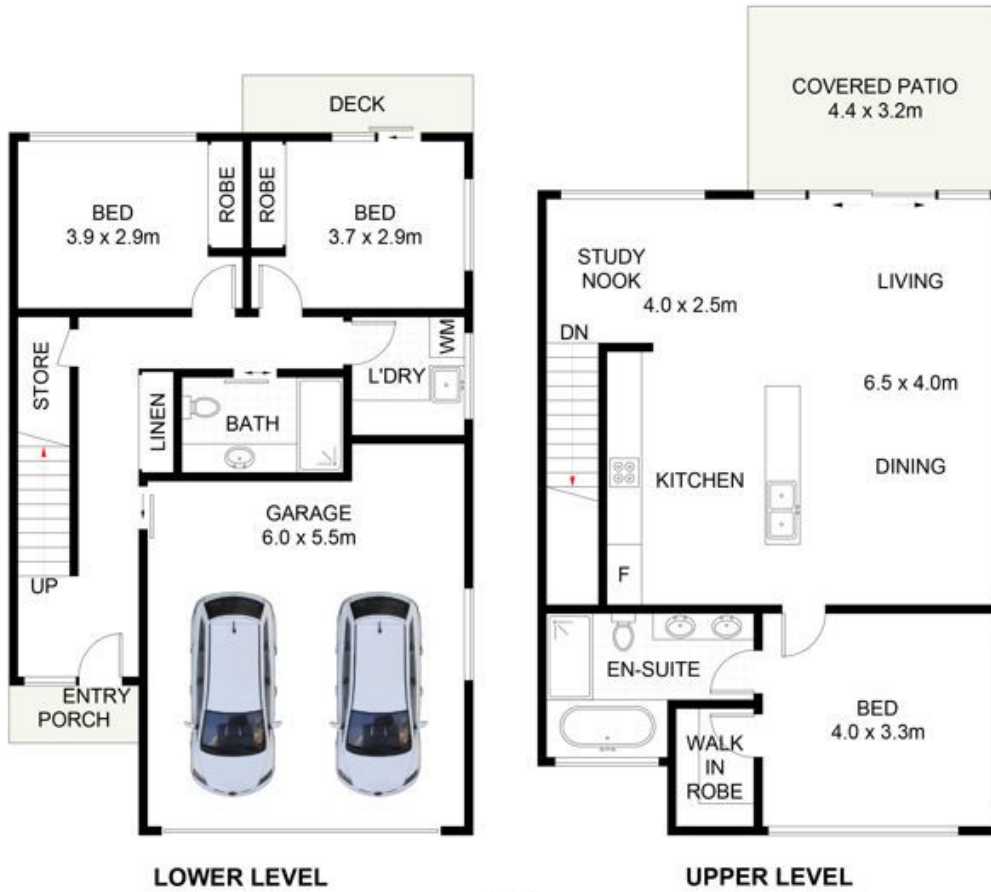 DECK
BED
3.9 x 2.9m
ROBE
ROBE
BED
3.7 x 2.9m
STORE
LINEN
BATH
L'DRY
WM
GARAGE
6.0 x 5.5m
UP
ENTRY
PORCH
LOWER LEVEL
COVERED PATIO
4.4 x 3.2m
STUDY
NOOK
4.0 x 2.5m
LIVING
DN
6.5 x 4.0m
KITCHEN
DINING
F
EN-SUITE
BED
4.0 x 3.3m
WALK
IN
ROBE
UPPER LEVEL